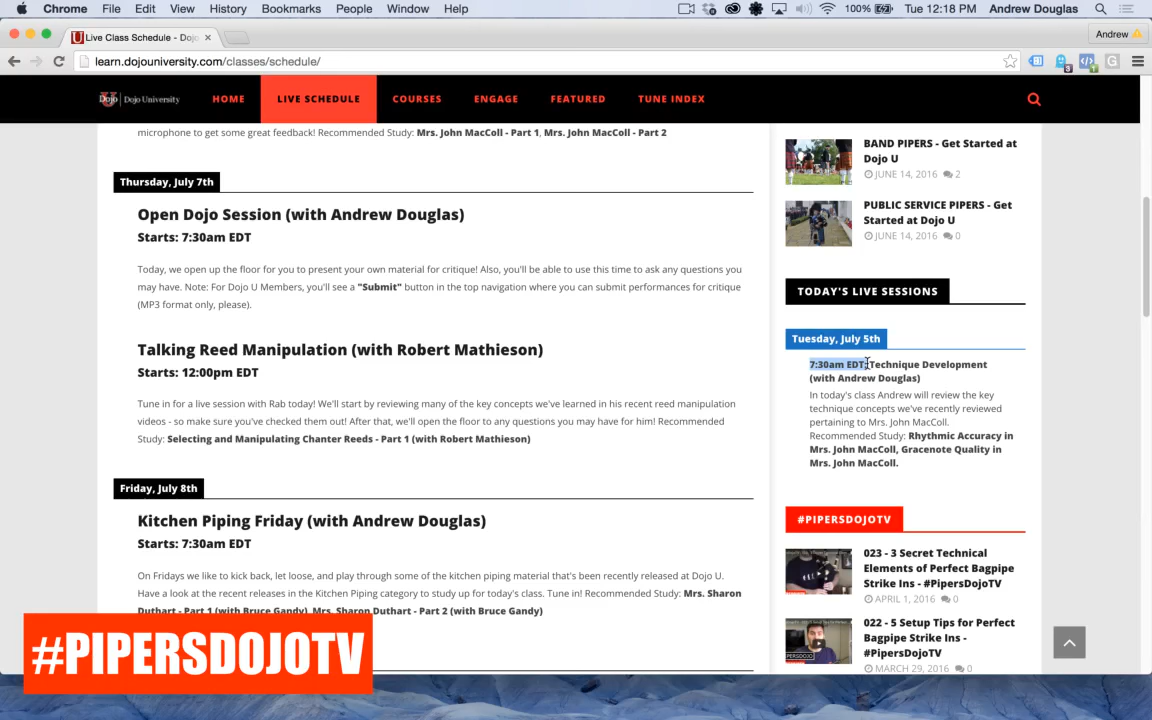 Chrome File Edit View History Bookmarks People Window Help 100% Tue 12:18 PM Andrew Douglas
Live Class Schedule - Dojo
Andrew
learn.dojouniversity.com/classes/schedule/
Dojo University HOME LIVE SCHEDULE COURSES ENGAGE FEATURED TUNE INDEX
microphone to get some great feedback! Recommended Study: Mrs. John MacColl - Part 1, Mrs. John MacColl - Part 2
Thursday, July 7th
Open Dojo Session (with Andrew Douglas)
Starts: 7:30am EDT
Today, we open up the floor for you to present your own material for critique! Also, you'll be able to use this time to ask any questions you
may have. Note: For Dojo U Members, you'll see a "Submit" button in the top navigation where you can submit performances for critique
(MP3 format only, please).
Talking Reed Manipulation (with Robert Mathieson)
Starts: 12:00pm EDT
Tune in for a live session with Rab today! We'll start by reviewing many of the key concepts we've learned in his recent reed manipulation
videos - so make sure you've checked them out! After that, we'll open the floor to any questions you may have for him! Recommended
Study: Selecting and Manipulating Chanter Reeds - Part 1 (with Robert Mathieson)
Friday, July 8th
Kitchen Piping Friday (with Andrew Douglas)
Starts: 7:30am EDT
On Fridays we like to kick back, let loose, and play through some of the kitchen piping material that's been recently released at Dojo U.
Have a look at the recent releases in the Kitchen Piping category to study up for today's class. Tune in! Recommended Study: Mrs. Sharon
Duthart - Part 1 (with Bruce Gandy), Mrs. Sharon Duthart - Part 2 (with Bruce Gandy)
#PIPERSDOJOTV
BAND PIPERS - Get Started at
Dojo U
JUNE 14, 2016 2
PUBLIC SERVICE PIPERS - Get
Started at Dojo U
JUNE 14, 2016 0
TODAY'S LIVE SESSIONS
Tuesday, July 5th
7:30am EDT: Technique Development
(with Andrew Douglas)
In today's class Andrew will review the key
technique concepts we've recently reviewed
pertaining to Mrs. John MacColl.
Recommended Study: Rhythmic Accuracy in
Mrs. John MacColl, Gracenote Quality in
Mrs. John MacColl.
#PIPERSDOJOTV
023 - 3 Secret Technical
Elements of Perfect Bagpipe
Strike Ins - #PipersDojoTV
APRIL 1, 2016 0
022 - 5 Setup Tips for Perfect
Bagpipe Strike Ins -
#PipersDojoTV
MARCH 29, 2016 0